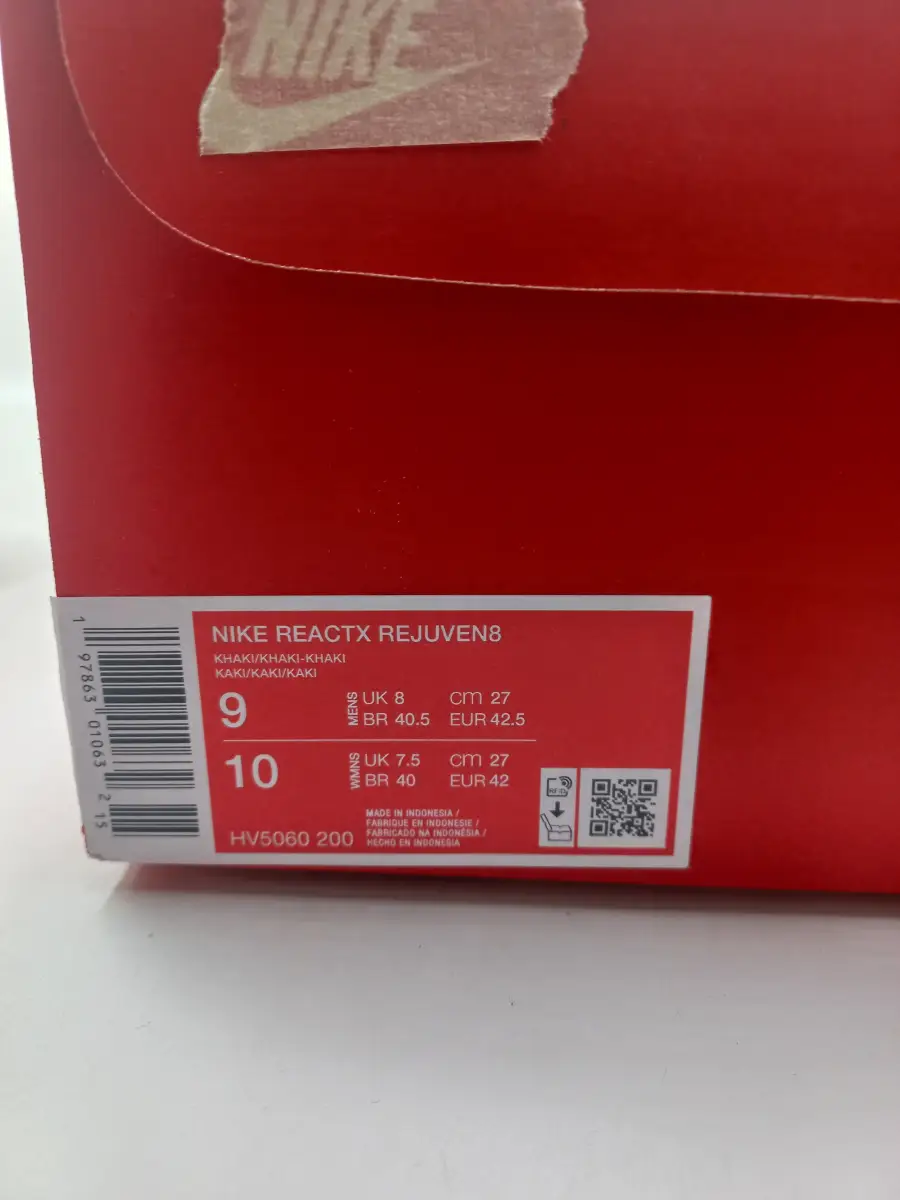 NIKE
NIKE REACTX REJUVEN8
KHAKI/KHAKI-KHAKI
KAKI/KAKI/KAKI
9 MENS UK 8 cm 27
BR 40.5 EUR 42.5
10 WMNS UK 7.5 cm 27
BR 40 EUR 42
MADE IN INDONESIA /
FABRIQUE EN INDONESIE /
FABRICADO NA INDONÉSIA /
HECHO EN INDONESIA
HV5060 200
RFID
1 97863 01063 2 15